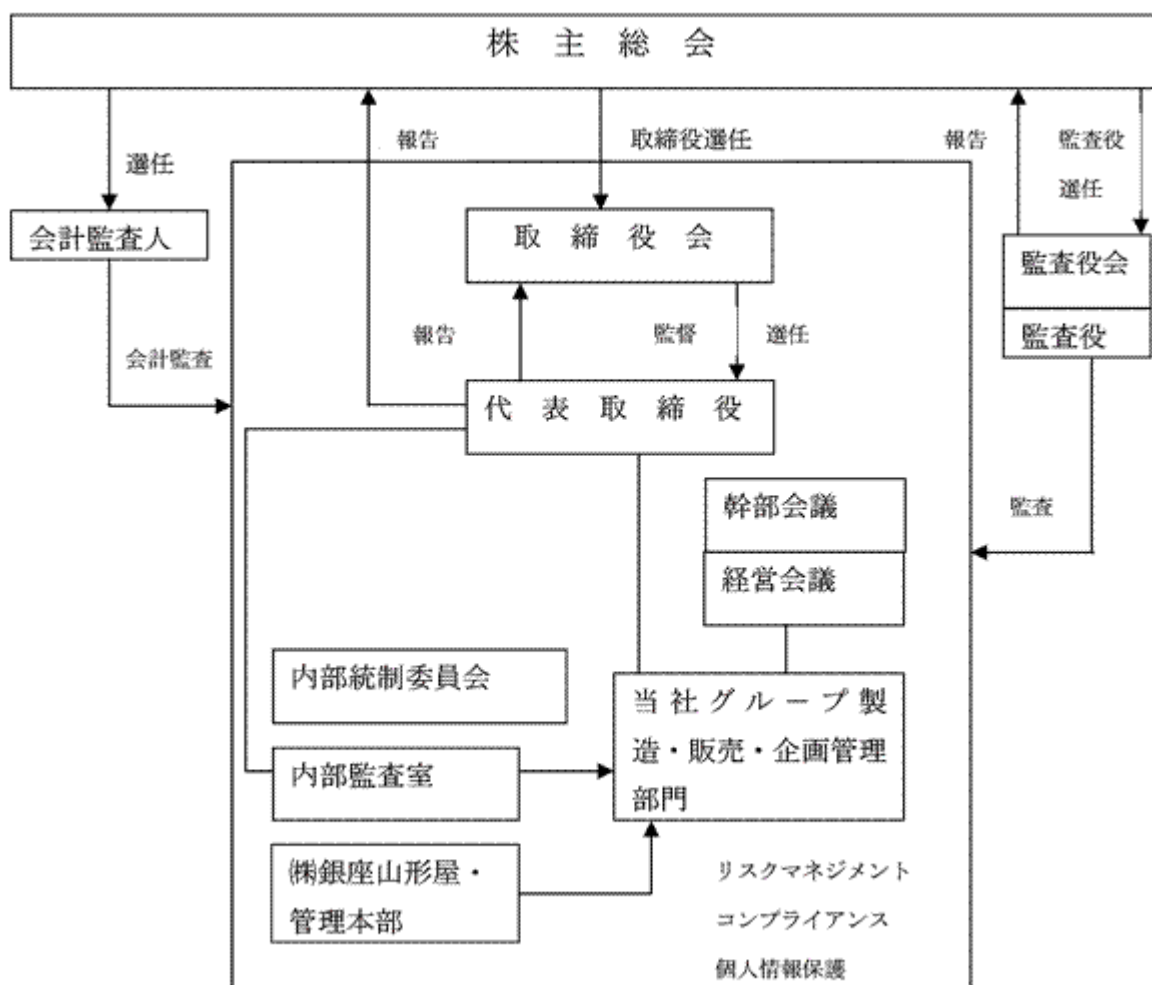 株主総会
報告
取締役選任
報告
監査役
選任
選任
会計監査人
取締役会
監査役会
監査役
報告
監督
選任
会計監査
代表取締役
幹部会議
監査
経営会議
内部統制委員会
当社グループ製
造・販売・企画管理
部門
内部監査室
㈱銀座山形屋・
管理本部
リスクマネジメント
コンプライアンス
個人情報保護